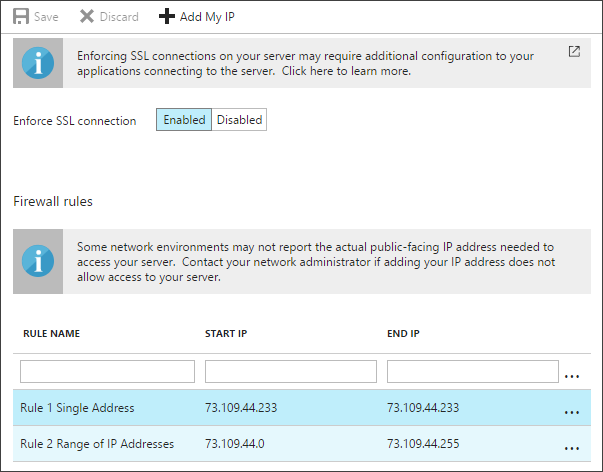 Save Discard Add My IP
Enforcing SSL connections on your server may require additional configuration to your
applications connecting to the server. Click here to learn more.
Enforce SSL connection Enabled Disabled
Firewall rules
Some network environments may not report the actual public-facing IP address needed to
access your server. Contact your network administrator if adding your IP address does not
allow access to your server.
RULE NAME START IP END IP
...
Rule 1 Single Address 73.109.44.233 73.109.44.233 ...
Rule 2 Range of IP Addresses 73.109.44.0 73.109.44.255 ...